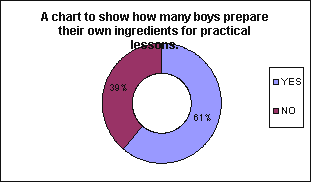 A chart to show how many boys prepare
their own ingredients for practical
lessons.
39%
61%
YES
NO